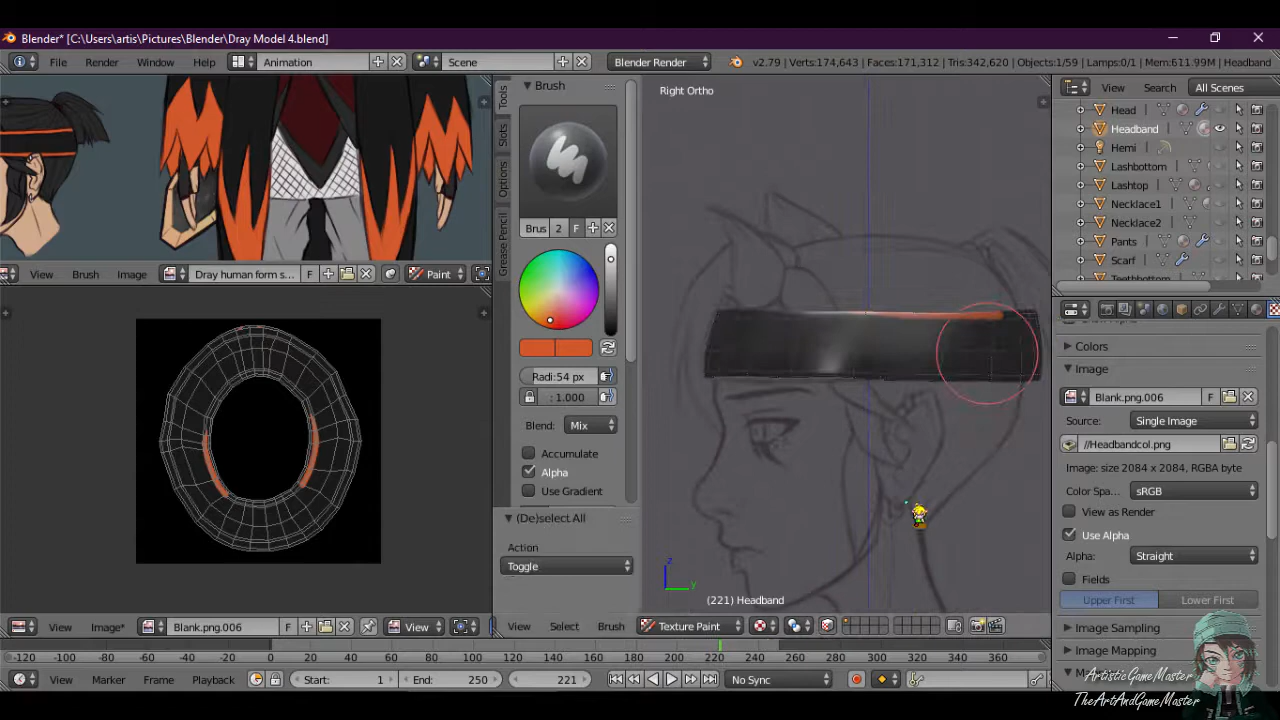 Blender* [C:\Users\artis\Pictures\Blender\Dray Model 4.blend]
File Render Window Help Animation Scene Blender Render v2.79 | Verts:174,643 | Faces:171,312 | Tris:342,620 | Objects:1/59 | Lamps:0/1 | Mem:611.99M | Headband
View Brush Image Dray human form s... F Paint
View Image* Blank.png.006 F View
Tools
Slots
Options
Grease Pencil
Brush
Brus 2 F
Radi:54 px
: 1.000
Blend: Mix
Accumulate
Alpha
Use Gradient
(De)select All
Action
Toggle
Right Ortho
z
y
(221) Headband
View Select Brush Texture Paint
View Search All Scenes
Head
Headband
Hemi
Lashbottom
Lashtop
Necklace1
Necklace2
Pants
Scarf
Teethbottom
Colors
Image
Blank.png.006 F
Source: Single Image
//Headbandcol.png
Image: size 2084 x 2084, RGBA byte
Color Spa... sRGB
View as Render
Use Alpha
Alpha: Straight
Fields
Upper First Lower First
Image Sampling
Image Mapping
-120 -100 -80 -60 -40 -20 0 20 40 60 80 100 120 140 160 180 200 220 240 260 280 300 320 340 360
View Marker Frame Playback Start: 1 End: 250 221 No Sync
ArtisticGameMaster
TheArtAndGameMaster